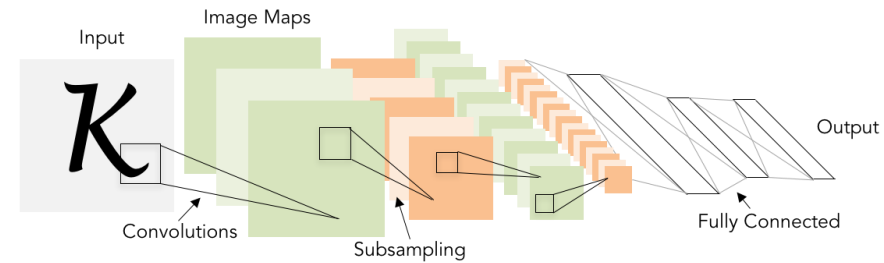 Image Maps
Input
K
Output
Convolutions
Subsampling
Fully Connected